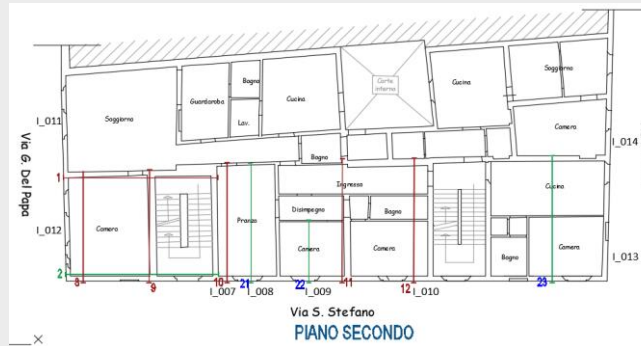 Bagno
Soggiorno
Cucina
Guardaroba
Cucina
Corte
interna
Soggiorno
I_011
Lav.
Camera
I_014
Via G. Del Papa
Bagno
1
Ingresso
Cucina
Pranzo
I_012
Camera
Disimpegno
Bagno
Camera
Camera
Bagno
Camera
I_013
2
8
9
10
21
22
11
12
23
I_007
I_008
I_009
I_010
Via S. Stefano
PIANO SECONDO
X